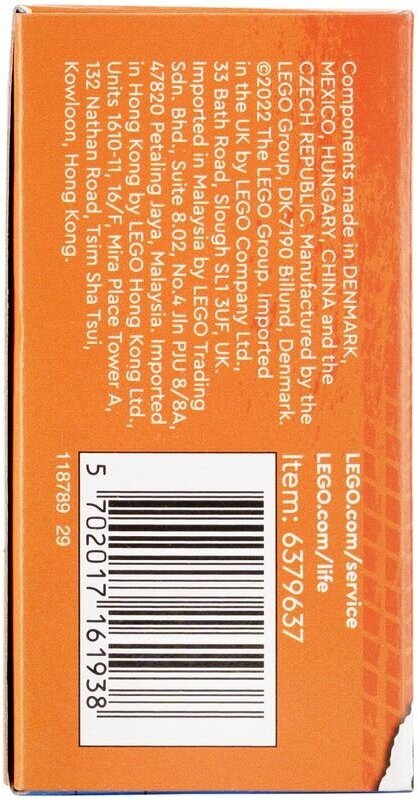 Components made in DENMARK,
MEXICO, HUNGARY, CHINA and the
CZECH REPUBLIC. Manufactured by the
LEGO Group, DK-7190 Billund, Denmark.
©2022 The LEGO Group. Imported
in the UK by LEGO Company Ltd.,
33 Bath Road, Slough SL1 3UF, UK.
Imported in Malaysia by LEGO Trading
Sdn. Bhd., Suite 8.02, No.4 Jln PJU 8/8A,
47820 Petaling Jaya, Malaysia. Imported
in Hong Kong by LEGO Hong Kong Ltd.,
Units 1610-11, 16/F, Mira Place Tower A,
132 Nathan Road, Tsim Sha Tsui,
Kowloon, Hong Kong.
LEGO.com/service
LEGO.com/life
Item: 6379637
5 702017 161938
118789 29